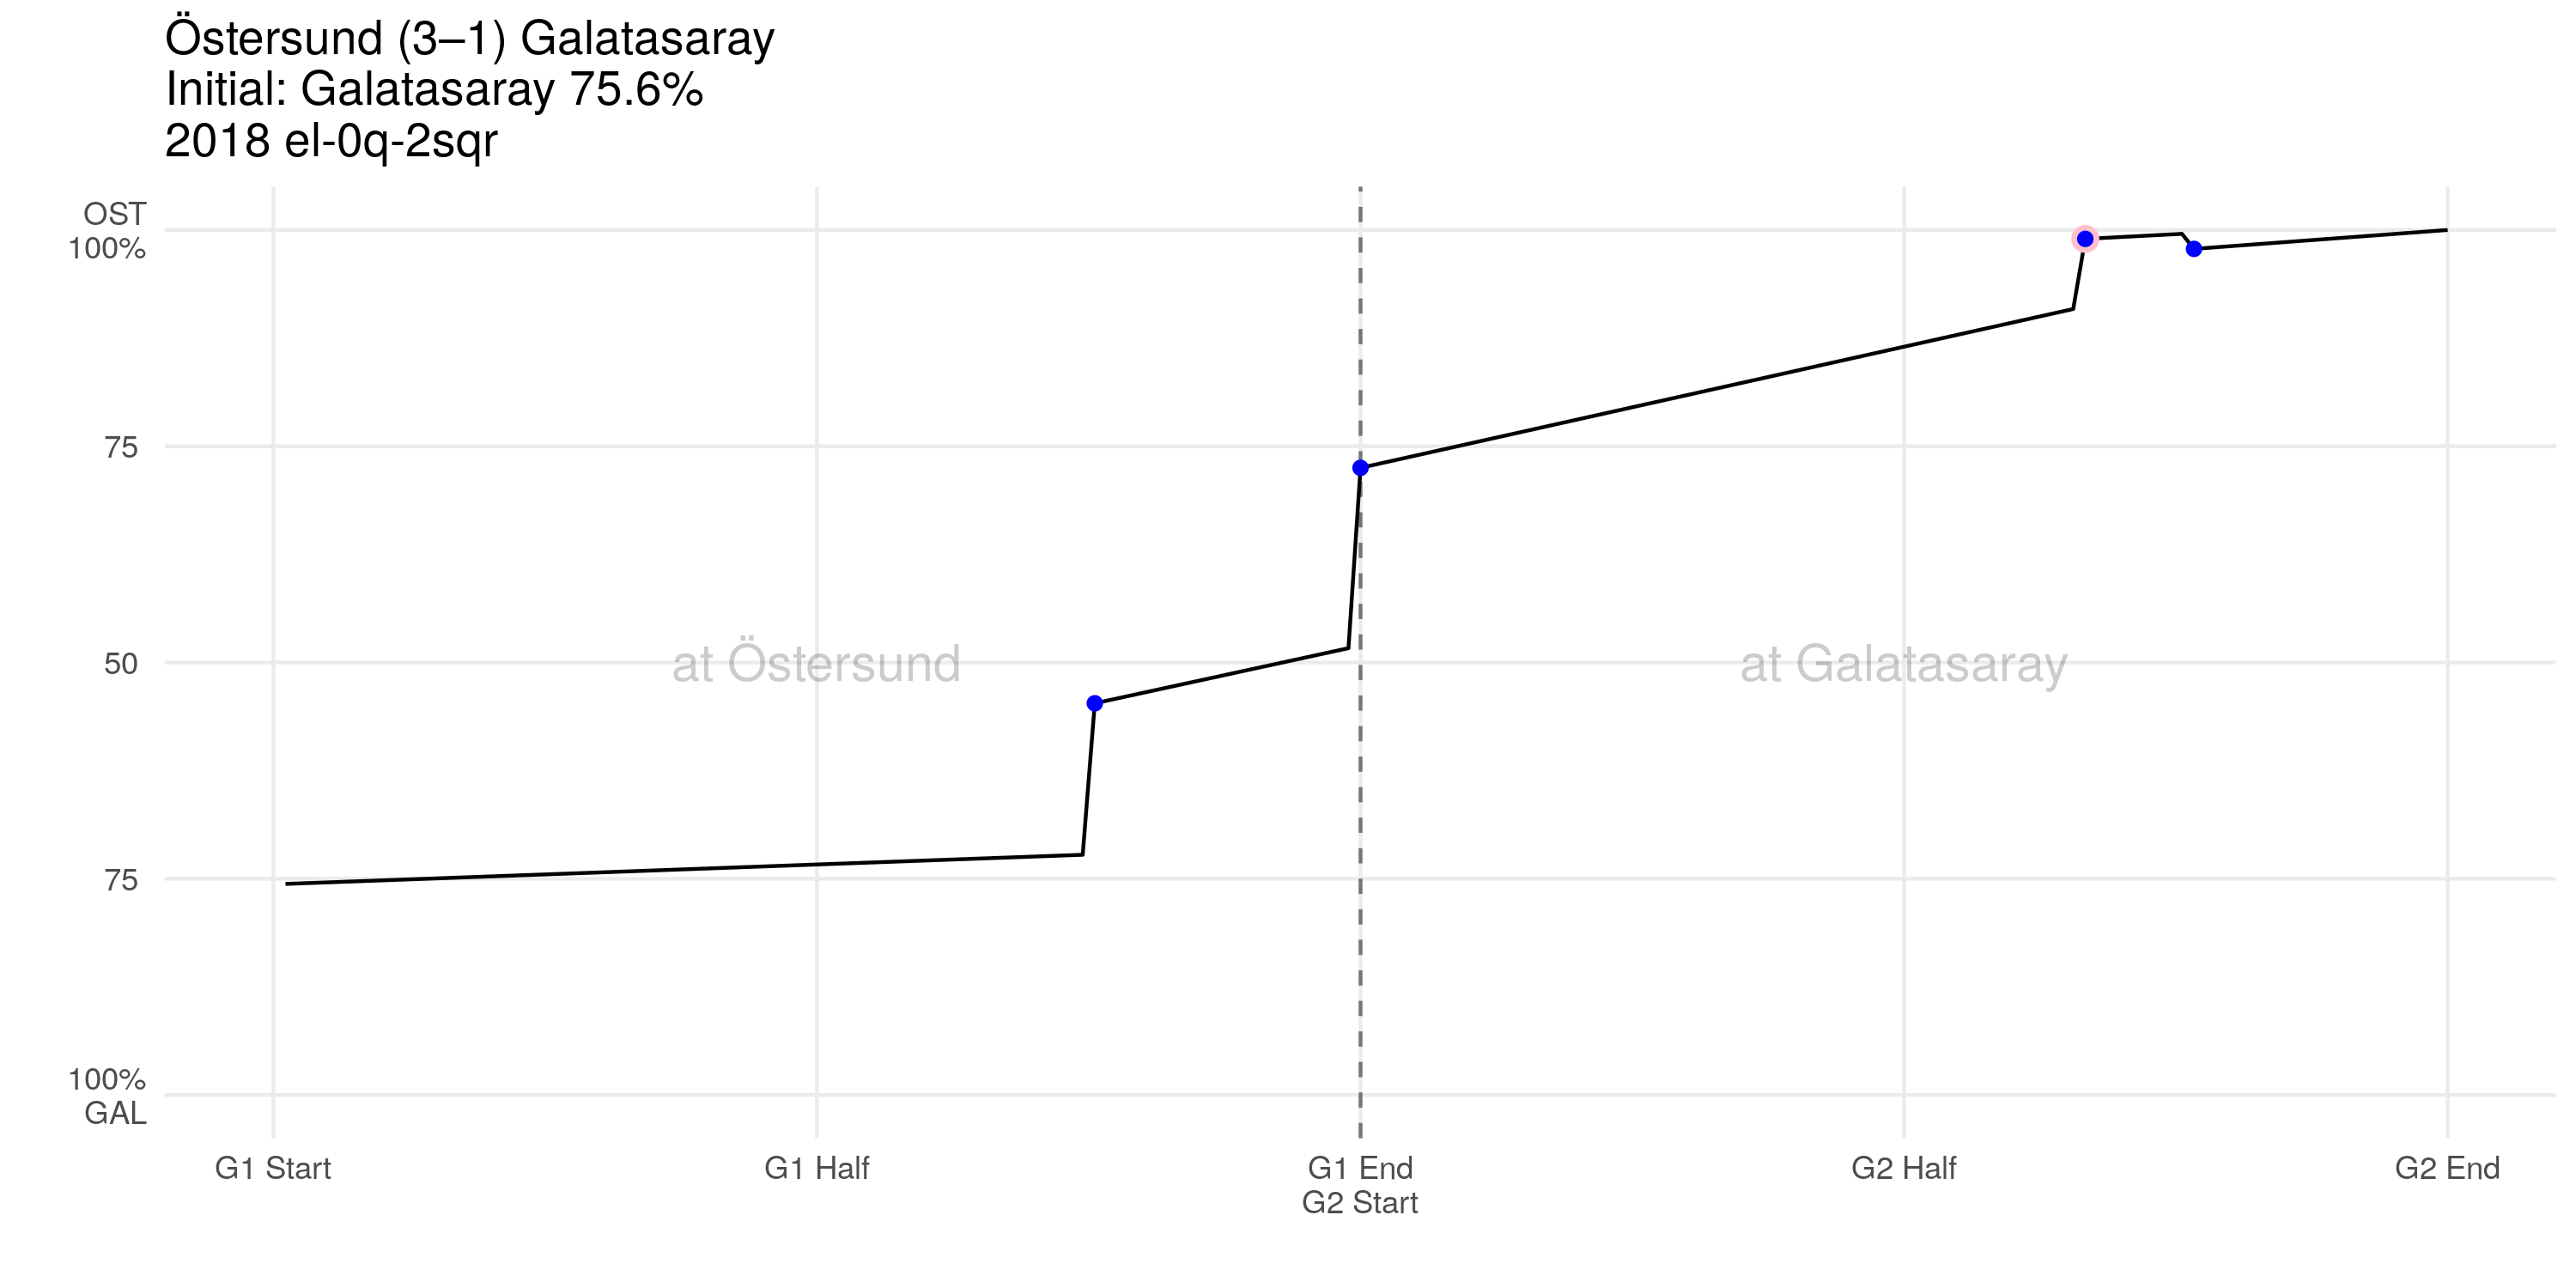 Östersund (3–1) Galatasaray
Initial: Galatasaray 75.6%
2018 el-0q-2sqr
OST
100%
75
50
at Östersund
at Galatasaray
75
100%
GAL
G1 Start
G1 Half
G1 End
G2 Start
G2 Half
G2 End